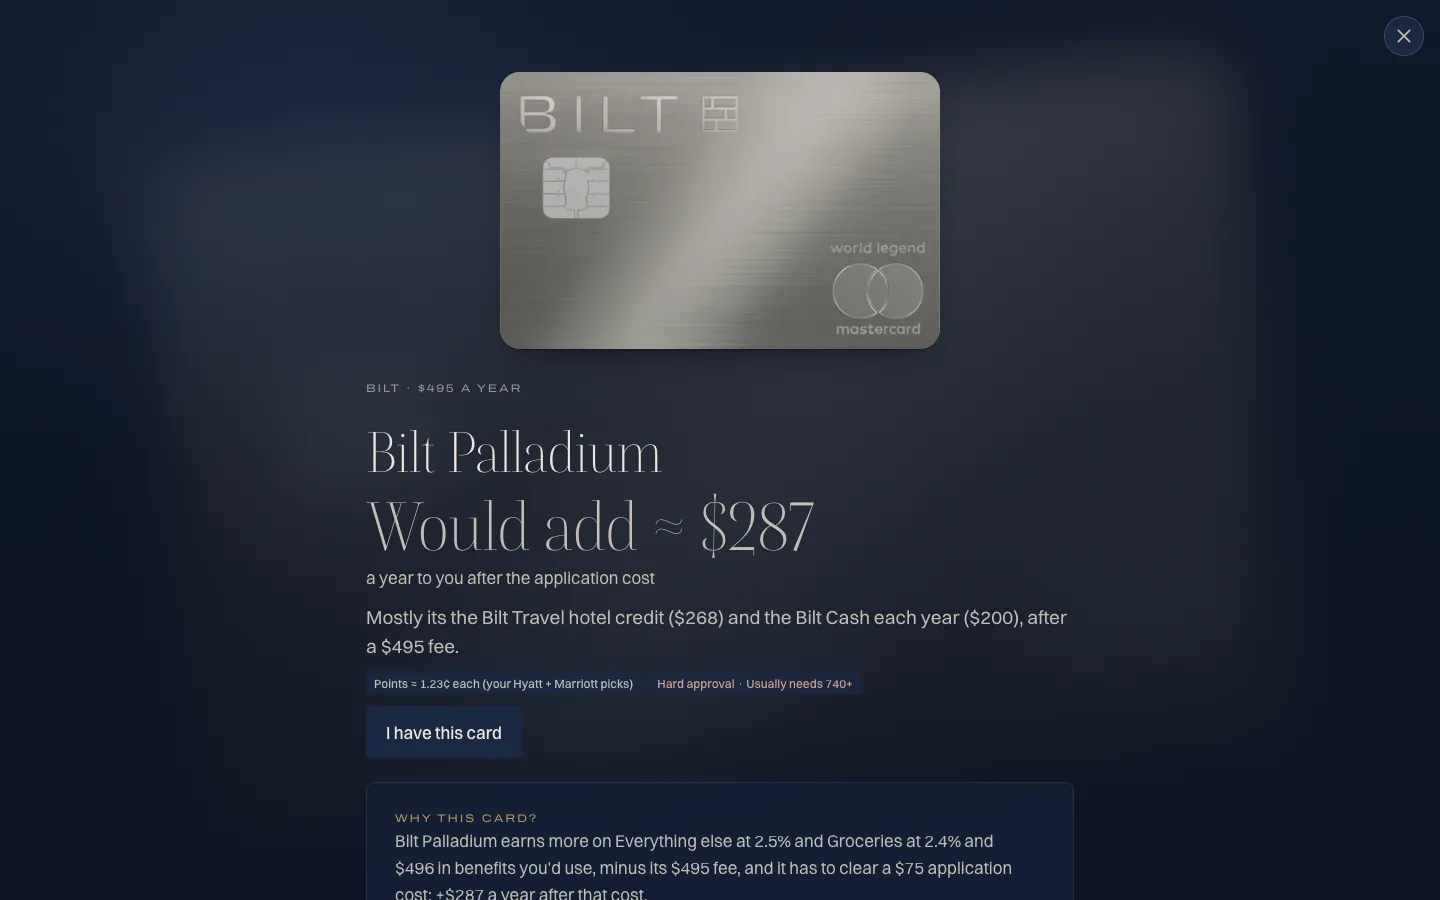 BILT
world legend
mastercard
BILT · $495 A YEAR
Bilt Palladium
Would add ≈ $287
a year to you after the application cost
Mostly its the Bilt Travel hotel credit ($268) and the Bilt Cash each year ($200), after
a $495 fee.
Points ≈ 1.23¢ each (your Hyatt + Marriott picks)
Hard approval · Usually needs 740+
I have this card
WHY THIS CARD?
Bilt Palladium earns more on Everything else at 2.5% and Groceries at 2.4% and
$496 in benefits you'd use, minus its $495 fee, and it has to clear a $75 application
cost: +$287 a year after that cost.